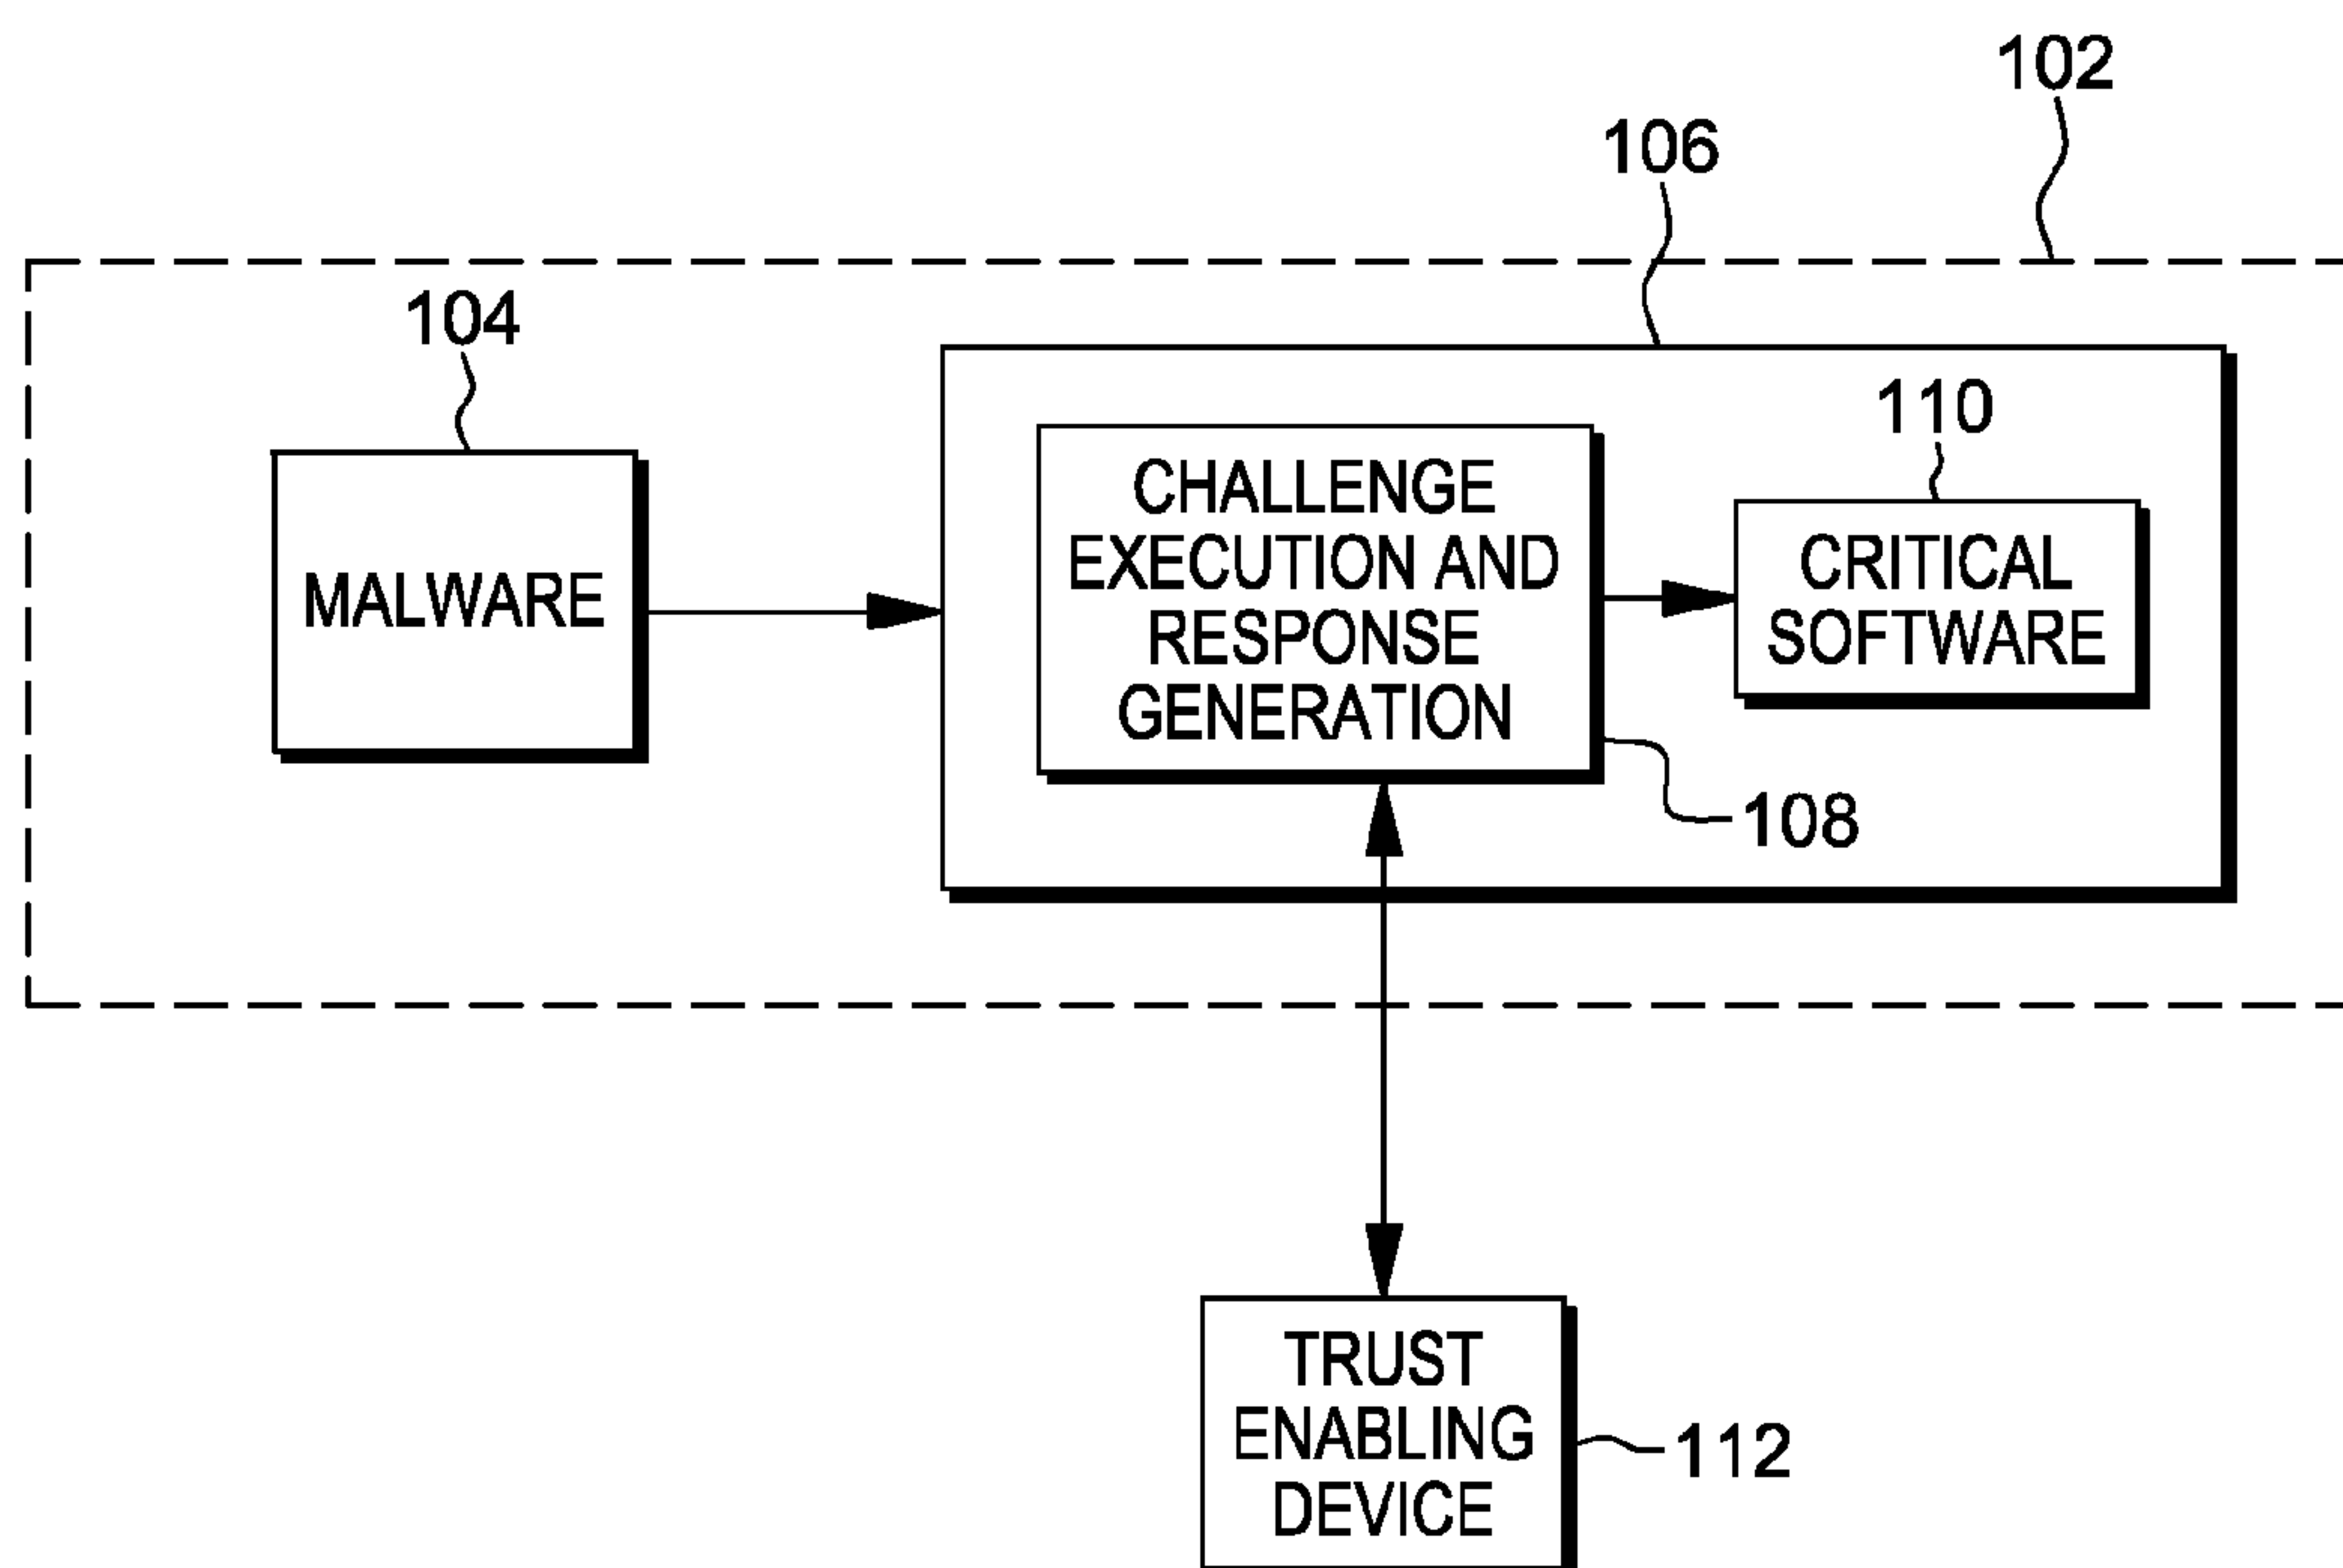 102
106
104
110
CHALLENGE
EXECUTION AND
RESPONSE
GENERATION
MALWARE
CRITICAL
SOFTWARE
108
TRUST
ENABLING
DEVICE
112